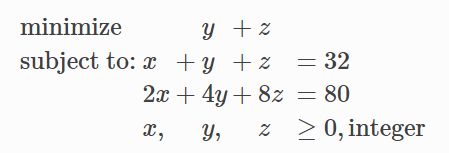 minimize y + z
subject to: x + y + z = 32
2x + 4y + 8z = 80
x, y, z ≥ 0, integer